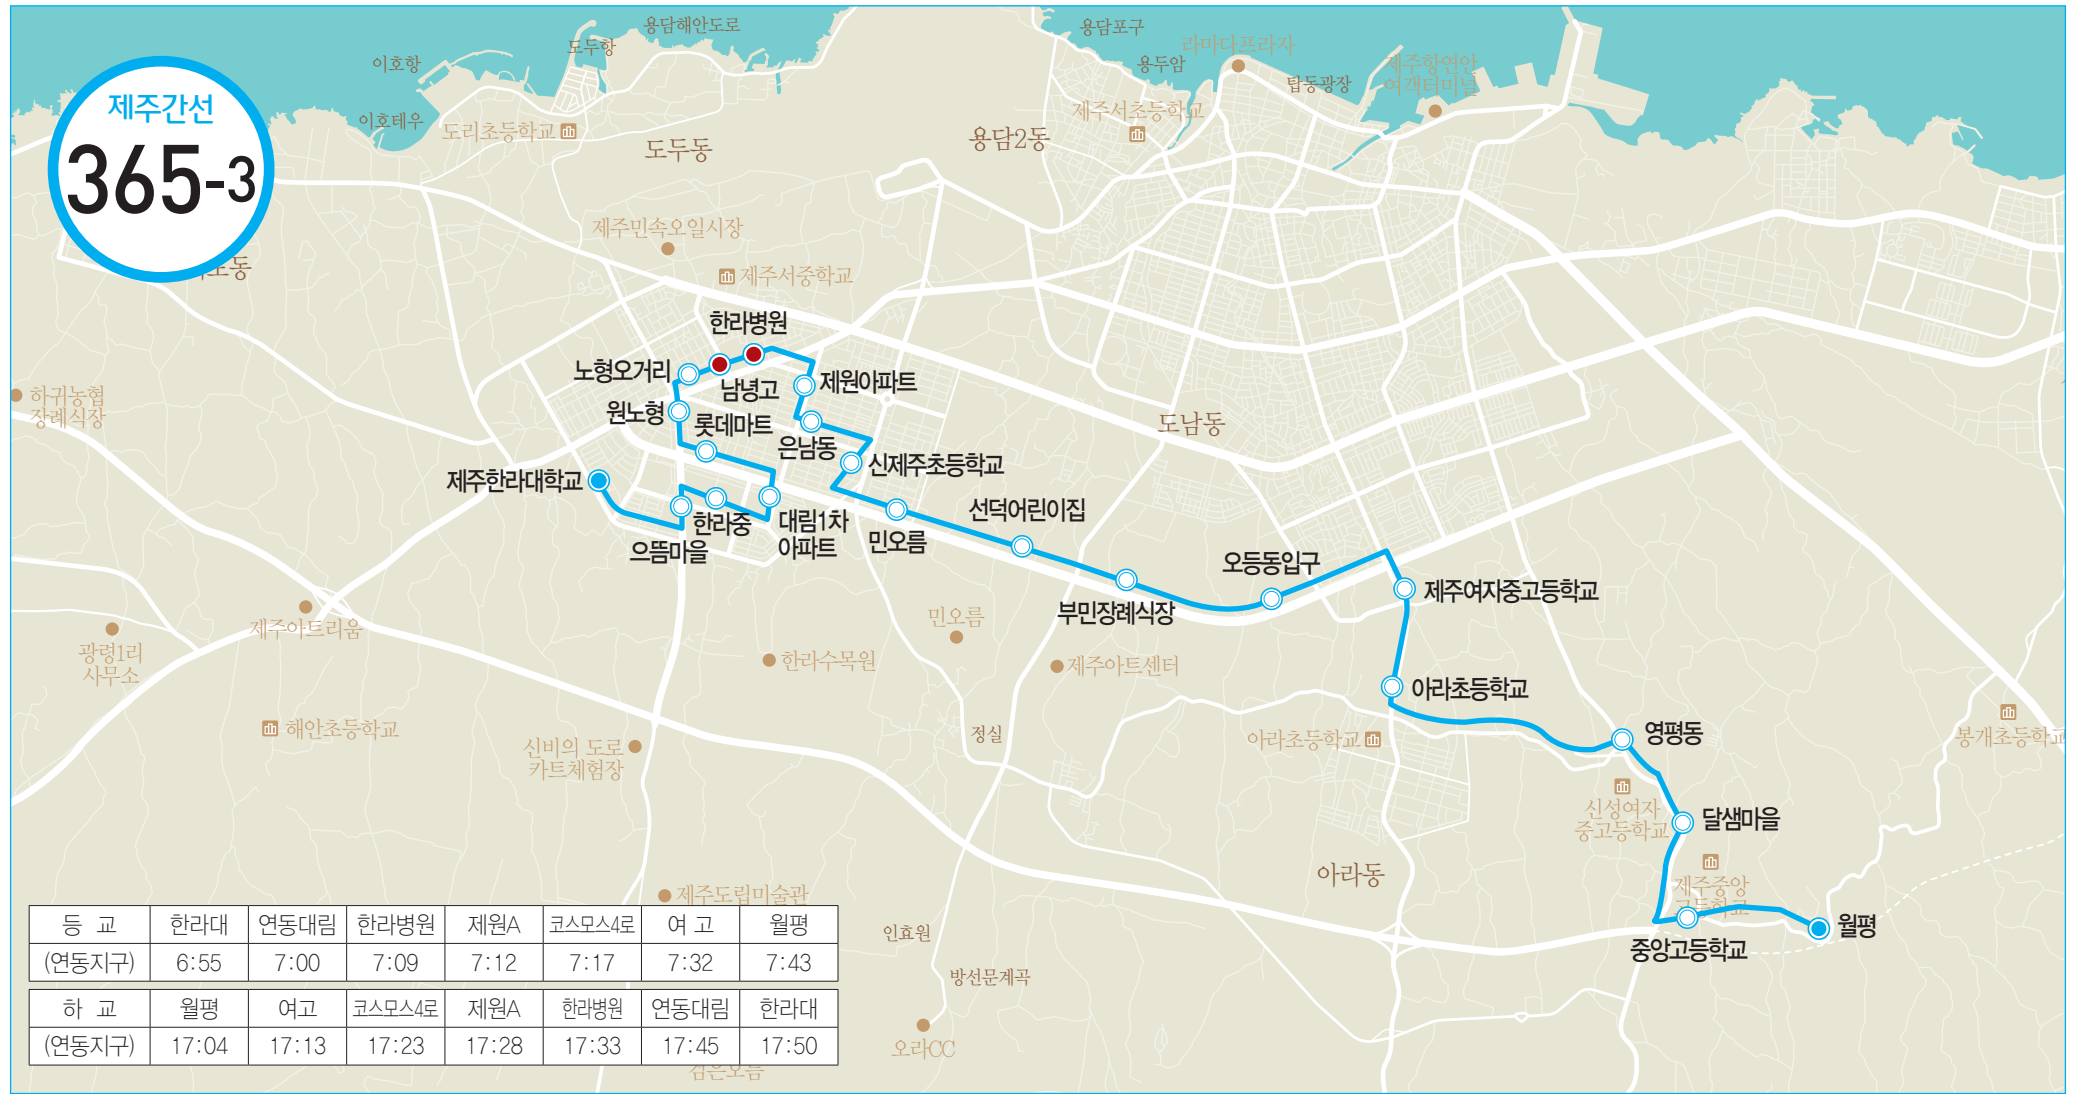 제주간선
365-3
용담해안도로
도두항
이호항
이호테우
도리초등학교
도두동
용담포구
라마다프라자
용두암
탑동광장
제주항연안
여객터미널
제주서초등학교
용담2동
제주민속오일시장
제주서중학교
한라병원
노형오거리
남녕고
제원아파트
원노형
롯데마트
은남동
신제주초등학교
제주한라대학교
한라중
으뜸마을
대림1차
아파트
민오름
선덕어린이집
부민장례식장
오등동입구
제주여자중고등학교
아라초등학교
영평동
달샘마을
중앙고등학교
월평
하귀농협
장례식장
도남동
제주아트리움
광령1리
사무소
해안초등학교
한라수목원
민오름
제주아트센터
정실
신비의 도로
카트체험장
아라초등학교
신성여자
중고등학교
제주중앙
고등학교
봉개초등학교
아라동
제주도립미술관
인효원
방선문계곡
오라CC
검은오름
등 교 한라대 연동대림 한라병원 제원A 코스모스4로 여 고 월평
(연동지구) 6:55 7:00 7:09 7:12 7:17 7:32 7:43
하 교 월평 여고 코스모스4로 제원A 한라병원 연동대림 한라대
(연동지구) 17:04 17:13 17:23 17:28 17:33 17:45 17:50